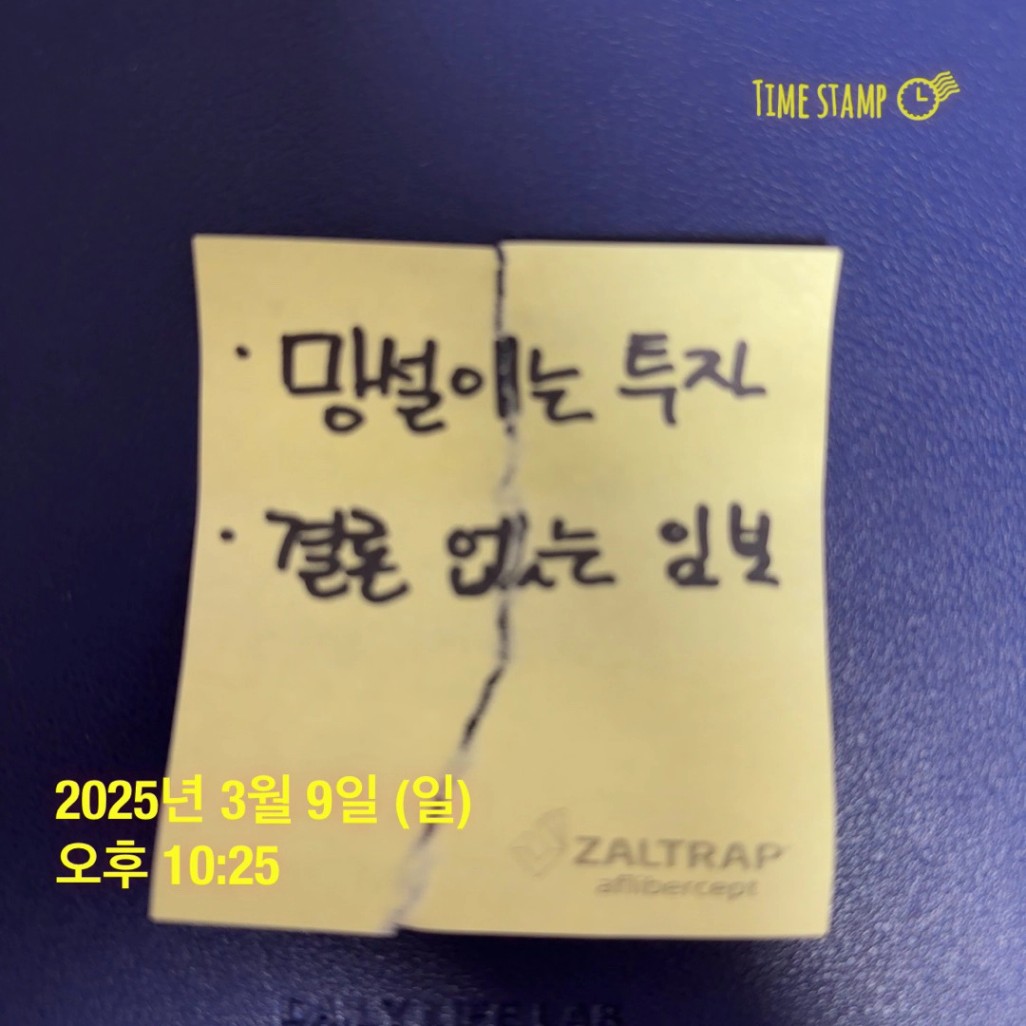 TIME STAMP
· 망설이는 투자
· 결론 없는 임보
2025년 3월 9일 (일)
오후 10:25
ZALTRAP
aflibercept